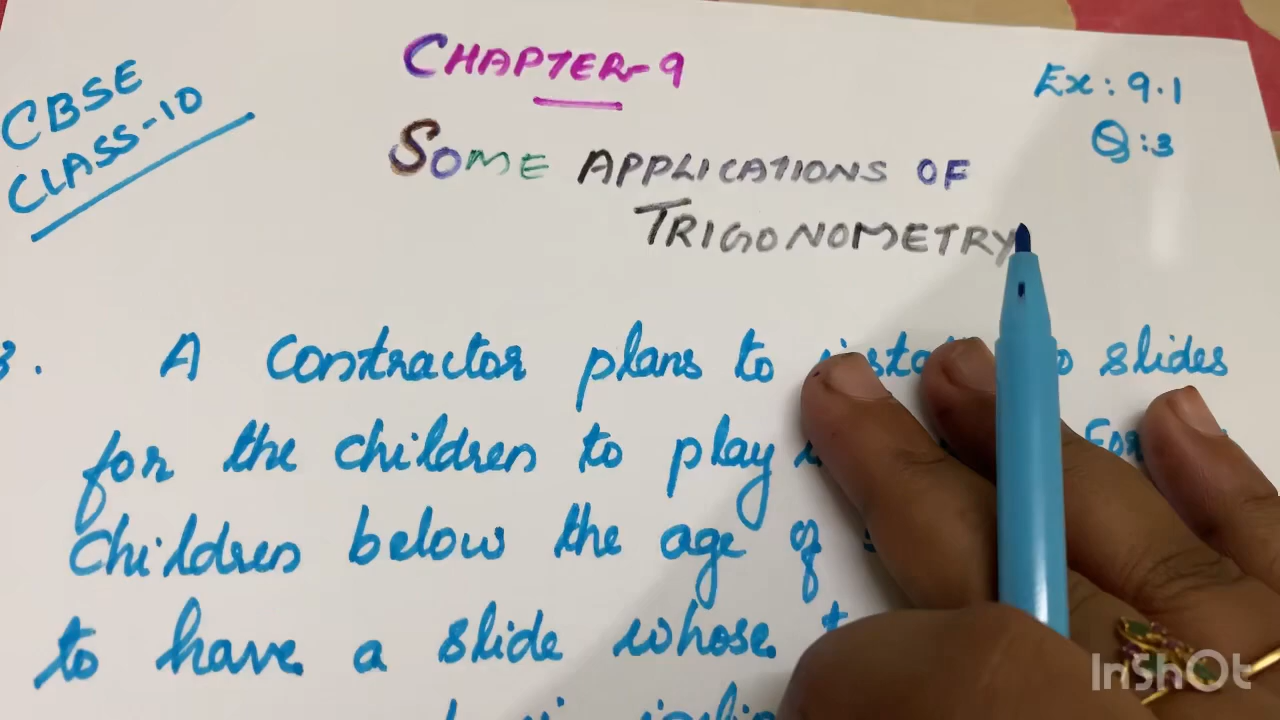 CBSE
CLASS-10
CHAPTER-9
Ex: 9.1
Q:3
SOME APPLICATIONS OF
TRIGONOMETRY
3. A Contractor plans to slides
for the children to play
Children below the age of
to have a slide whose
InShOt